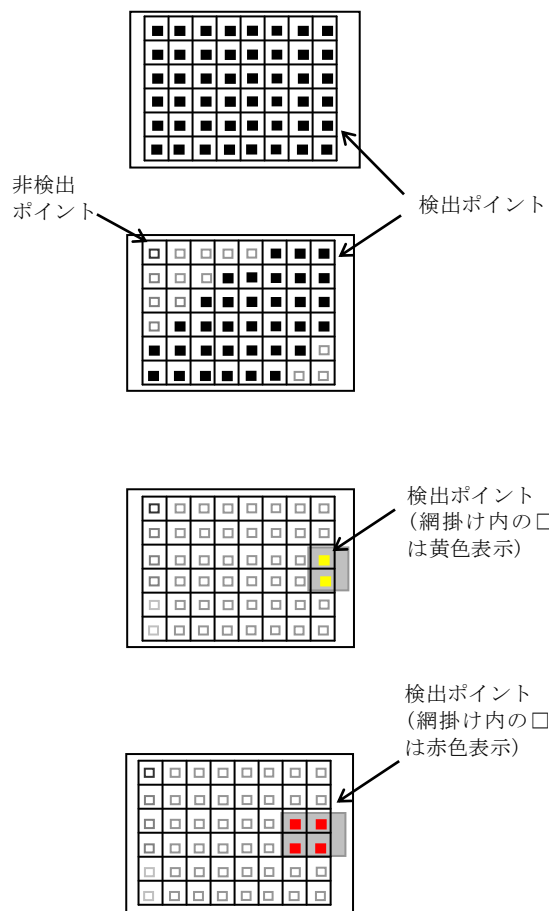 非検出
ポイント
検出ポイント
検出ポイント
（網掛け内の□
は黄色表示）
検出ポイント
（網掛け内の□
は赤色表示）